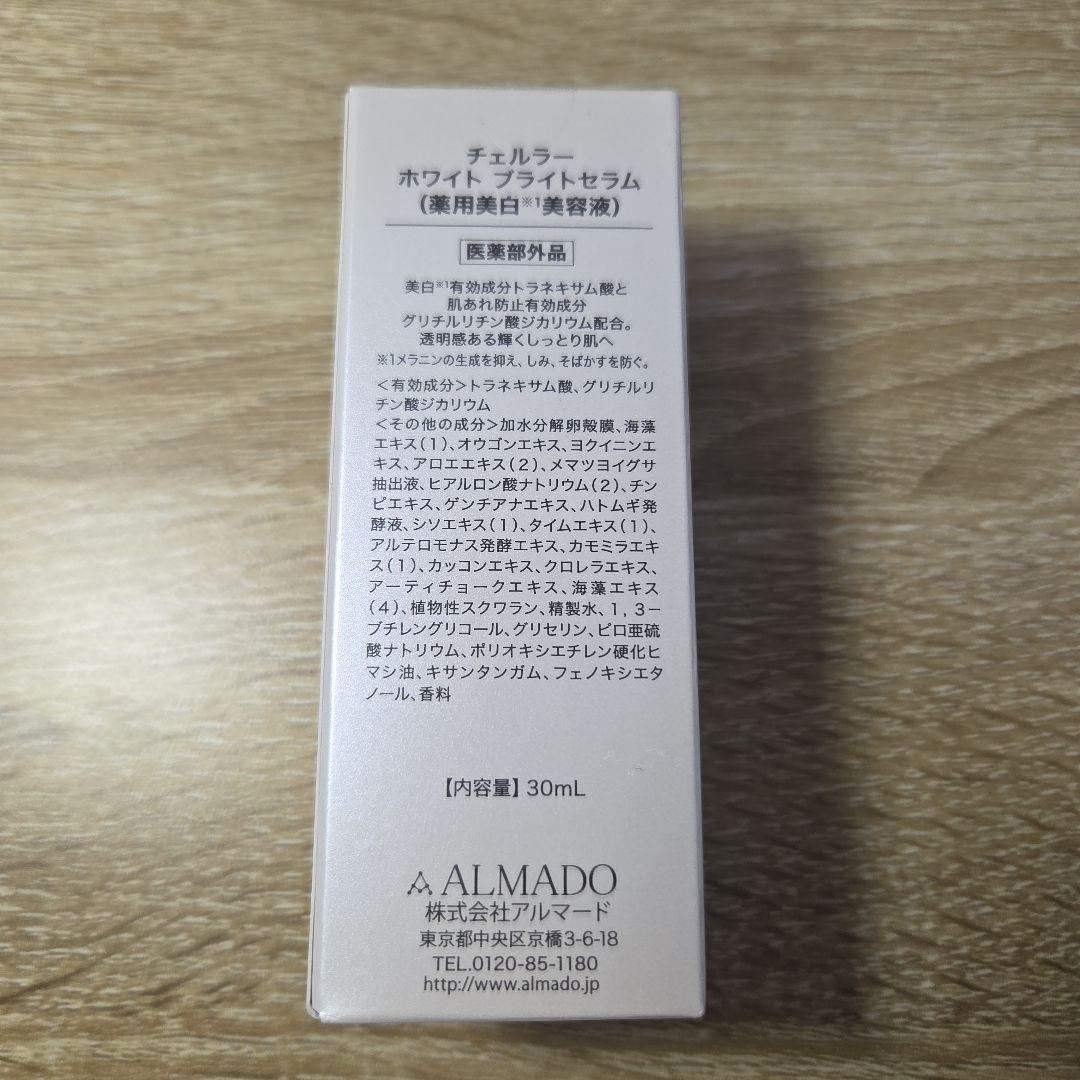 チェルラー
ホワイト ブライトセラム
(薬用美白※1美容液)
医薬部外品
美白※1有効成分トラネキサム酸と
肌あれ防止有効成分
グリチルリチン酸ジカリウム配合。
透明感ある輝くしっとり肌へ
※1メラニンの生成を抑え、しみ、そばかすを防ぐ。
＜有効成分＞トラネキサム酸、グリチルリ
チン酸ジカリウム
＜その他の成分＞加水分解卵殻膜、海藻
エキス(1)、オウゴンエキス、ヨクイニンエ
キス、アロエエキス(2)、メマツヨイグサ
抽出液、ヒアルロン酸ナトリウム(2)、チン
ピエキス、ゲンチアナエキス、ハトムギ発
酵液、シソエキス(1)、タイムエキス(1)、
アルテロモナス発酵エキス、カモミラエキ
ス(1)、カッコンエキス、クロレラエキス、
アーティチョークエキス、海藻エキス
(4)、植物性スクワラン、精製水、1,3－
ブチレングリコール、グリセリン、ピロ亜硫
酸ナトリウム、ポリオキシエチレン硬化ヒ
マシ油、キサンタンガム、フェノキシエタ
ノール、香料
【内容量】30mL
ALMADO
株式会社アルマード
東京都中央区京橋3-6-18
TEL.0120-85-1180
http://www.almado.jp